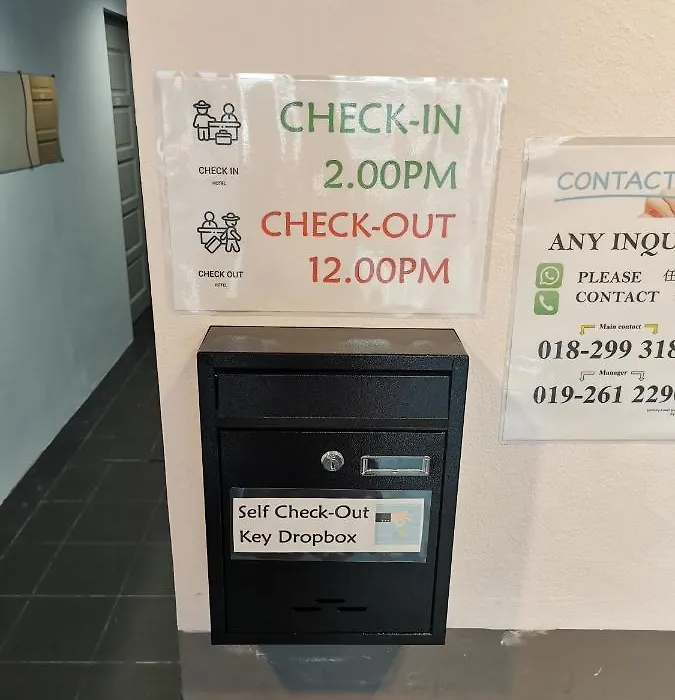 CHECK-IN
2.00PM
CHECK IN
HOTEL
CHECK-OUT
12.00PM
CHECK OUT
HOTEL
Self Check-Out
Key Dropbox
CONTACT
ANY INQU
PLEASE
CONTACT
Main contact
018-299 318
Manager
019-261 229